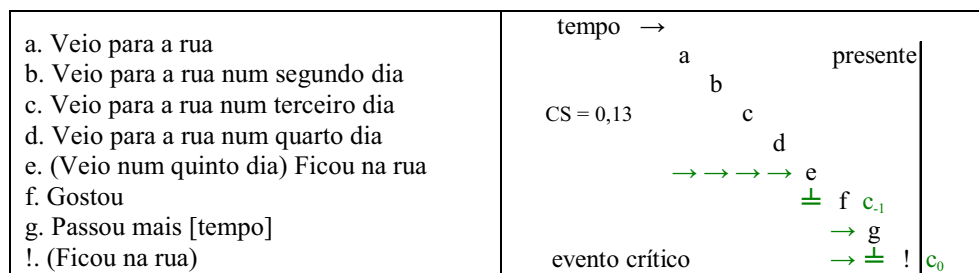 a. Veio para a rua
b. Veio para a rua num segundo dia
c. Veio para a rua num terceiro dia
d. Veio para a rua num quarto dia
e. (Veio num quinto dia) Ficou na rua
f. Gostou
g. Passou mais [tempo]
!. (Ficou na rua)
tempo →
a presente
b
CS = 0,13 c
d
→ → → → e
╧ f c-1
→ g
evento crítico → ╧ ! c0